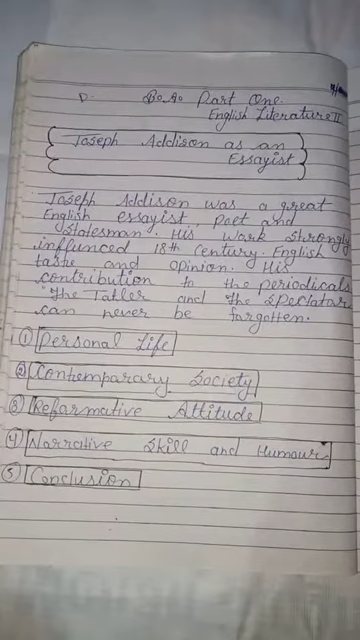 D. B.A. Part One.
English Literature II
Joseph Addison as an
Essayist
Joseph Addison was a great
English essayist, Poet and
Statesman. His work strongly
influnced 18th Century English
taste and opinion. His
contribution to the periodicals
"The Tatler and The Spectator
can never be forgotten.
① Personal Life
② Contemparary Society
③ Reformative Attitude
④ Narrative Skill and Humour
⑤ Conclusion